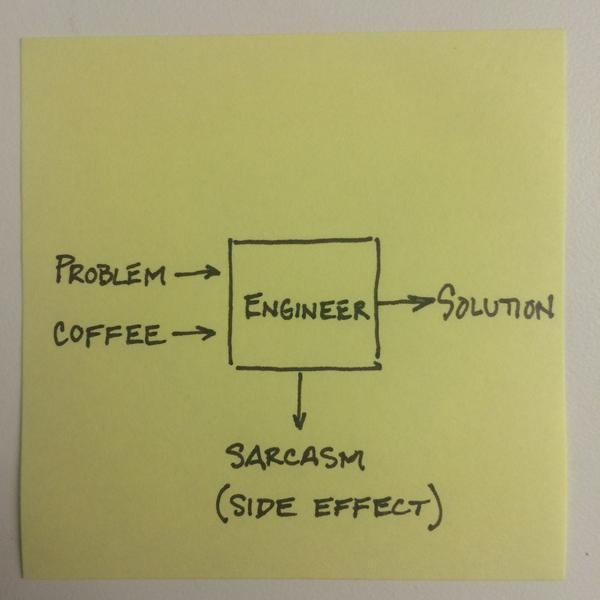 PROBLEM
COFFEE
ENGINEER
SOLUTION
SARCASM
(SIDE EFFECT)